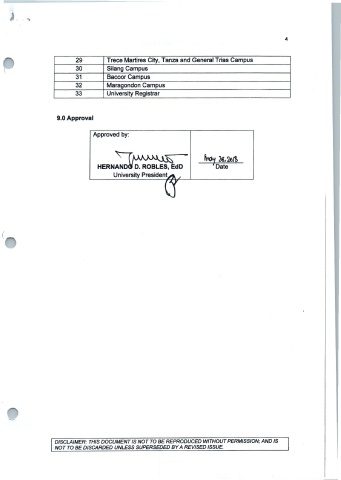 4
29 Trece Martires City, Tanza and General Trias Campus
30 Silang Campus
31 Bacoor Campus
32 Maragondon Campus
33 University Registrar
9.0 Approval
Approved by:
HERNANDO D. ROBLES, EdD
University President
May 28, 2018
Date
DISCLAIMER: THIS DOCUMENT IS NOT TO BE REPRODUCED WITHOUT PERMISSION; AND IS
NOT TO BE DISCARDED UNLESS SUPERSEDED BY A REVISED ISSUE.